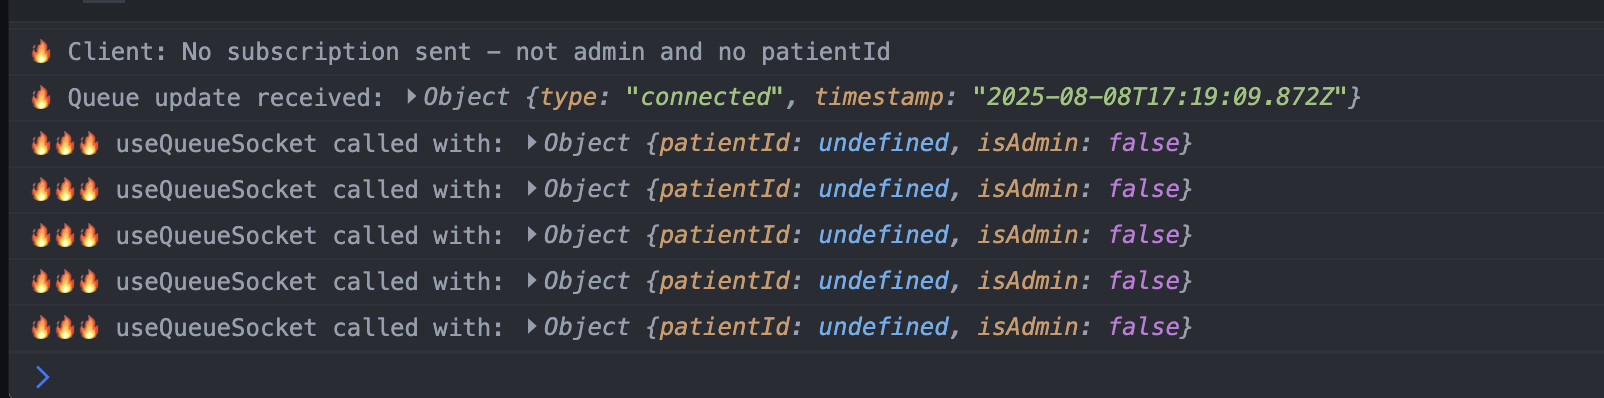 🔥 Client: No subscription sent – not admin and no patientId
🔥 Queue update received: ▶Object {type: "connected", timestamp: "2025-08-08T17:19:09.872Z"}
🔥🔥🔥 useQueueSocket called with: ▶Object {patientId: undefined, isAdmin: false}
🔥🔥🔥 useQueueSocket called with: ▶Object {patientId: undefined, isAdmin: false}
🔥🔥🔥 useQueueSocket called with: ▶Object {patientId: undefined, isAdmin: false}
🔥🔥🔥 useQueueSocket called with: ▶Object {patientId: undefined, isAdmin: false}
🔥🔥🔥 useQueueSocket called with: ▶Object {patientId: undefined, isAdmin: false}